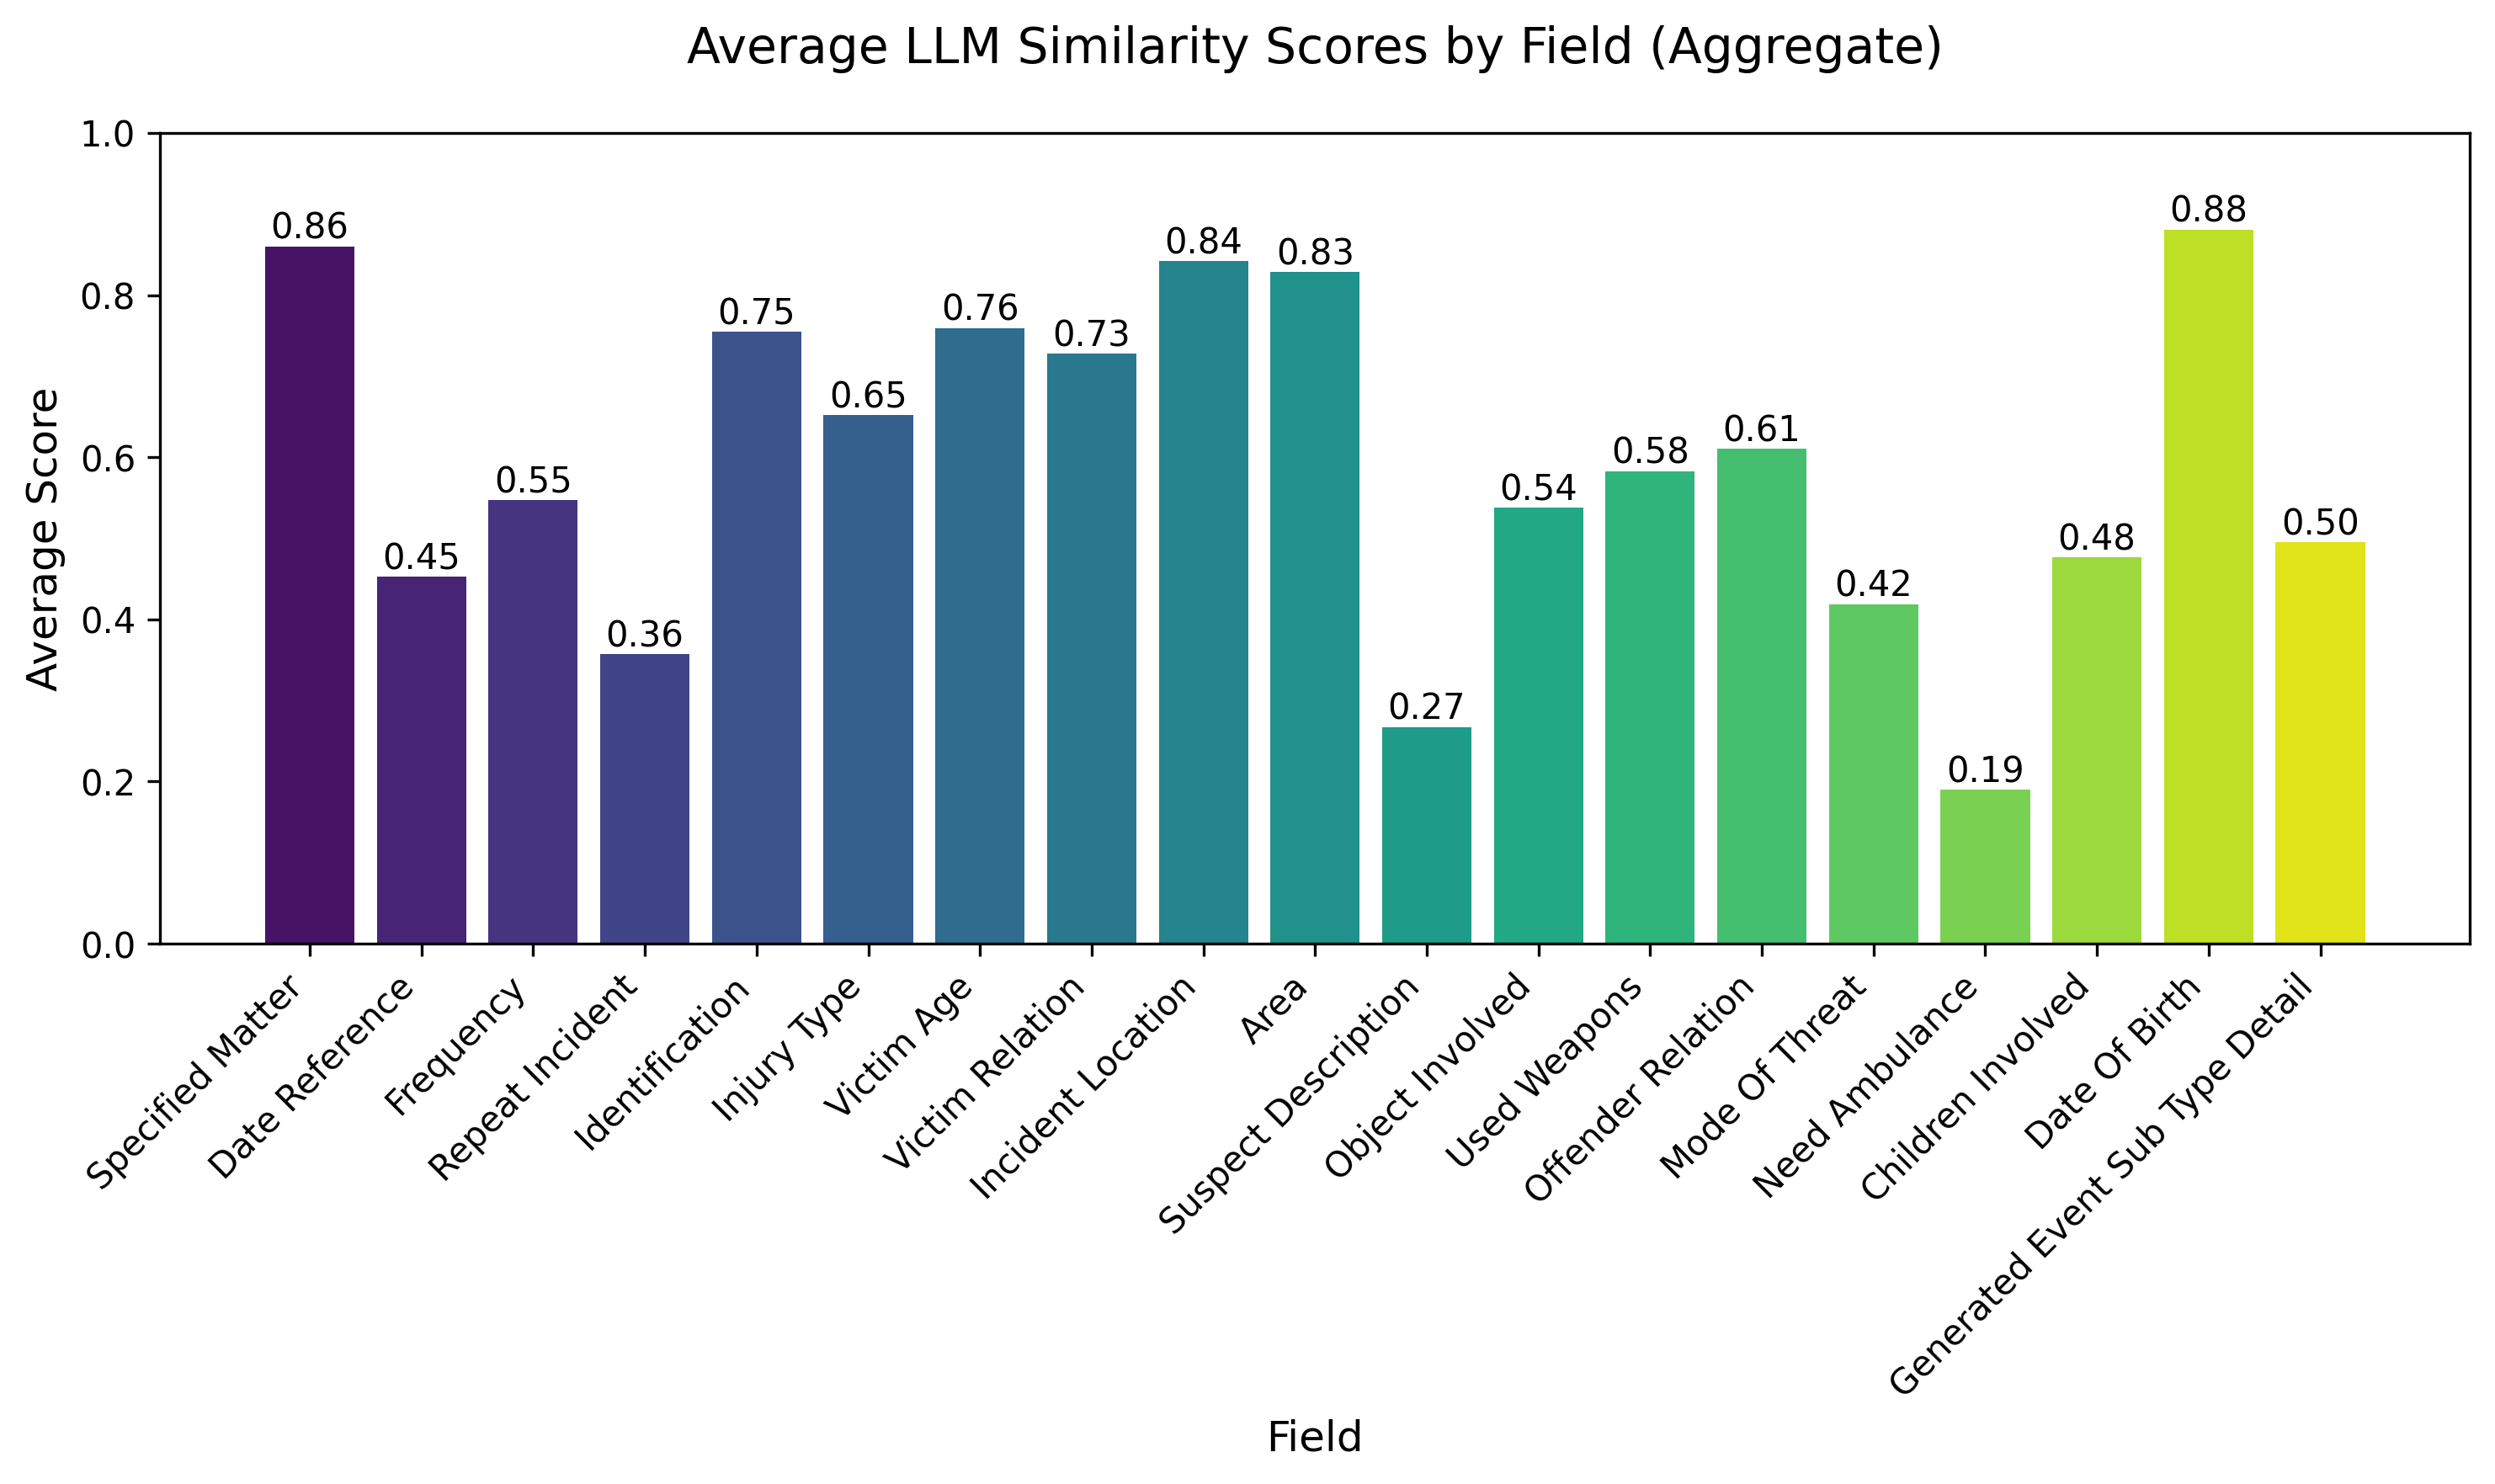 Average LLM Similarity Scores by Field (Aggregate)
Average Score
1.0
0.8
0.6
0.4
0.2
0.0
0.86
0.45
0.55
0.36
0.75
0.65
0.76
0.73
0.84
0.83
0.27
0.54
0.58
0.61
0.42
0.19
0.48
0.88
0.50
Specified Matter
Date Reference
Frequency
Repeat Incident
Identification
Injury Type
Victim Age
Victim Relation
Incident Location
Area
Suspect Description
Object Involved
Used Weapons
Offender Relation
Mode Of Threat
Need Ambulance
Children Involved
Date Of Birth
Generated Event Sub Type Detail
Field